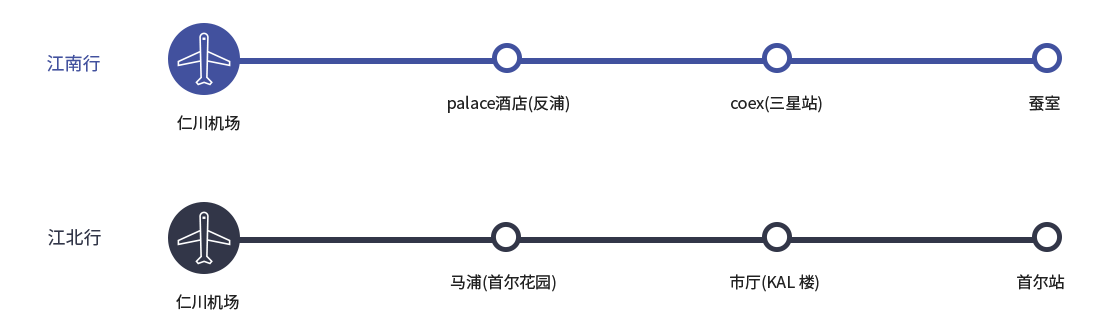 江南行
仁川机场
palace酒店(反浦)
coex(三星站)
蚕室
江北行
仁川机场
马浦(首尔花园)
市厅(KAL 楼)
首尔站